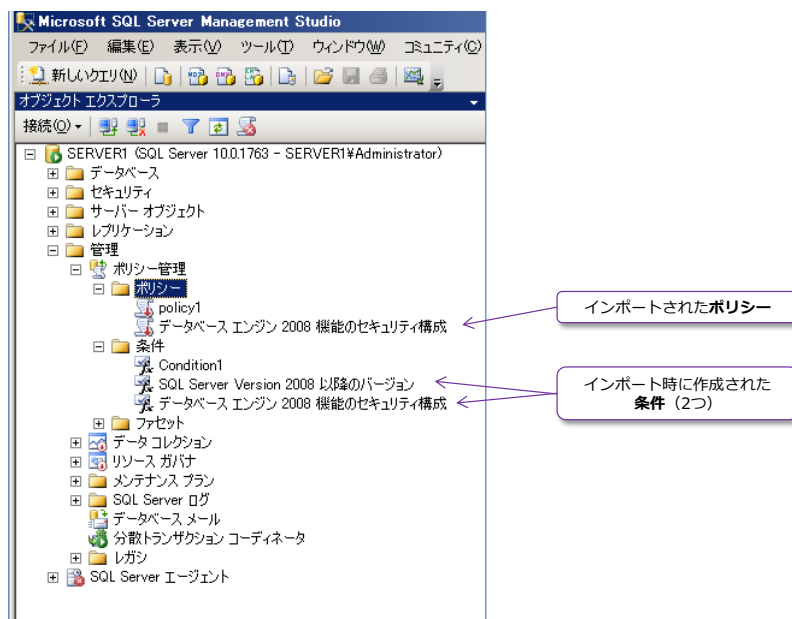 Microsoft SQL Server Management Studio
ファイル(F) 編集(E) 表示(V) ツール(T) ウィンドウ(W) コミュニティ(C)
新しいクエリ(N)
オブジェクト エクスプローラ
接続(O)
SERVER1 (SQL Server 10.0.1763 - SERVER1¥Administrator)
データベース
セキュリティ
サーバー オブジェクト
レプリケーション
管理
ポリシー管理
ポリシー
policy1
データベース エンジン 2008 機能のセキュリティ構成
インポートされたポリシー
条件
Condition1
SQL Server Version 2008 以降のバージョン
データベース エンジン 2008 機能のセキュリティ構成
インポート時に作成された
条件（2つ）
ファセット
データ コレクション
リソース ガバナ
メンテナンス プラン
SQL Server ログ
データベース メール
分散トランザクション コーディネータ
レガシ
SQL Server エージェント